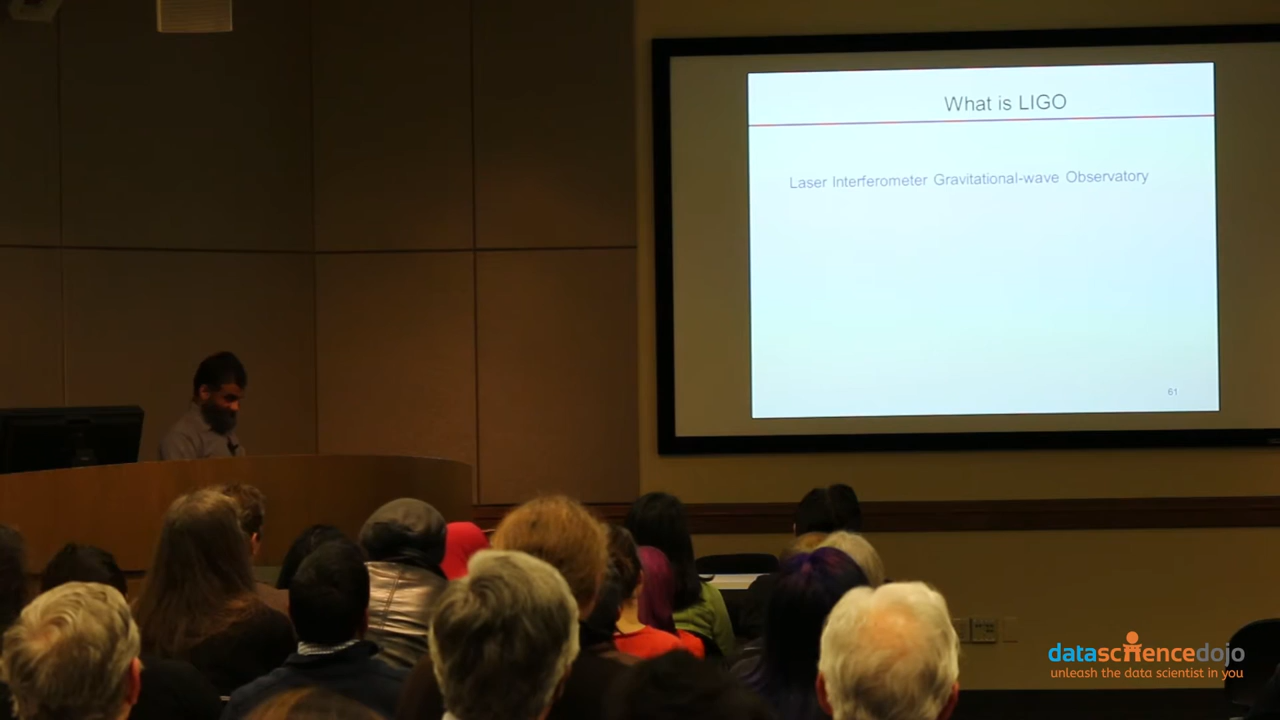 What is LIGO
Laser Interferometer Gravitational-wave Observatory
61
datasciencedojo
unleash the data scientist in you